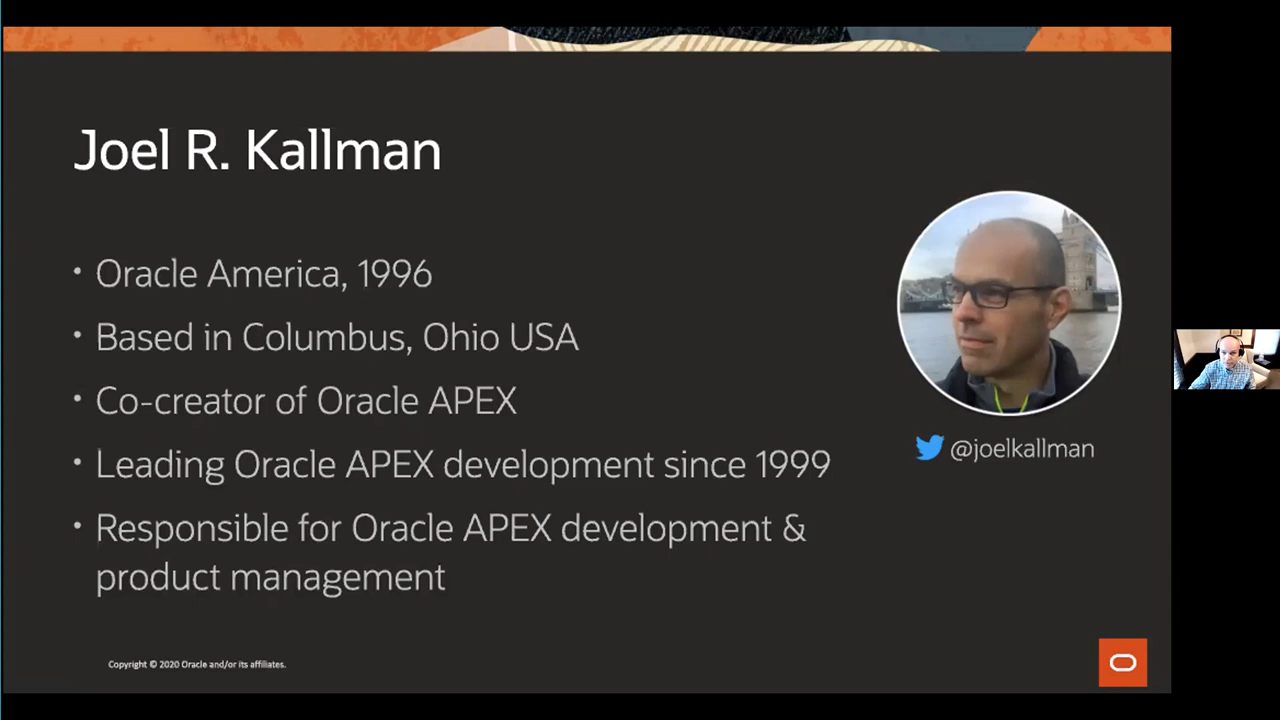 Joel R. Kallman
• Oracle America, 1996
• Based in Columbus, Ohio USA
• Co-creator of Oracle APEX
• Leading Oracle APEX development since 1999
• Responsible for Oracle APEX development &
product management
@joelkallman
Copyright © 2020 Oracle and/or its affiliates.